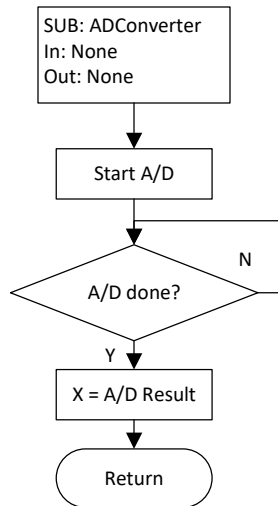 SUB: ADConverter
In: None
Out: None
Start A/D
A/D done?
N
Y
X = A/D Result
Return